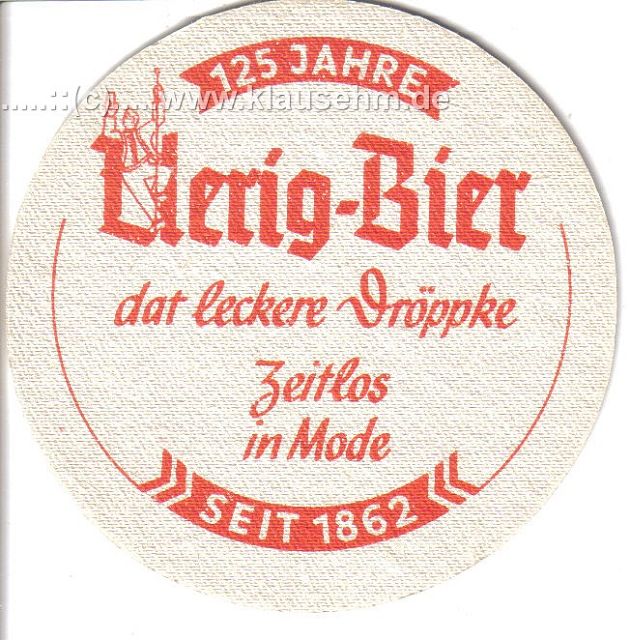 125 JAHRE
.....::(c).....www.klausehm.de
Uerig-Bier
dat leckere Dröppke
Zeitlos
in Mode
SEIT 1862